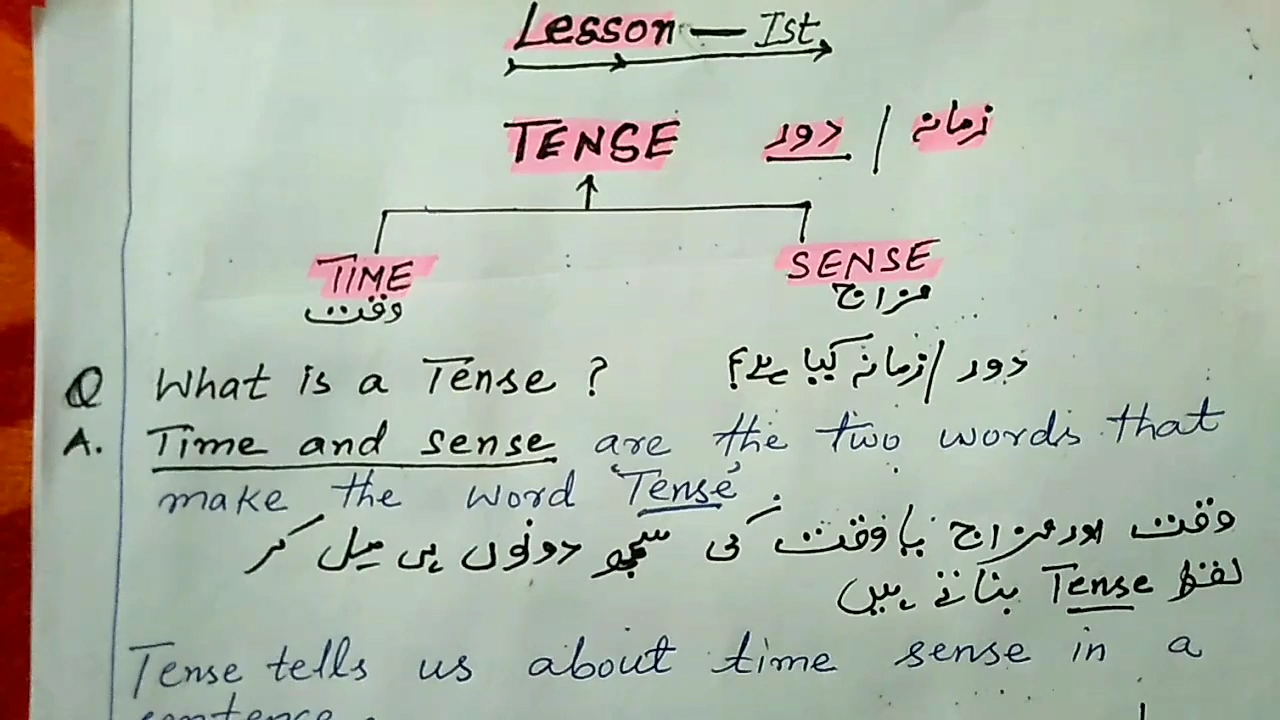 Lesson — Ist
TENSE دور / زمانہ
TIME SENSE
وقت مزاج
Q What is a Tense ? دور / زمانہ کیا ہے؟
A. Time and sense are the two words that
make the word 'Tense'.
وقت اور مزاج یا وقت کی سمجھ دونوں ہی میل کر
لفظ Tense بناتے ہیں
Tense tells us about time sense in a
sentence.